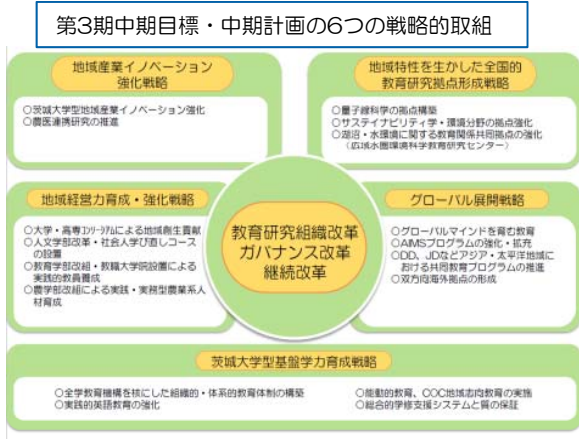 第3期中期目標・中期計画の6つの戦略的取組
地域産業イノベーション
強化戦略
○茨城大学型地域産業イノベーション強化
○農医連携研究の推進
地域特性を生かした全国的
教育研究拠点形成戦略
○量子線科学の拠点構築
○サステイナビリティ学・環境分野の拠点強化
○湖沼・水環境に関する教育関係共同拠点の強化
（広域水圏環境科学教育研究センター）
地域経営力育成・強化戦略
○大学・高専コンソーシアムによる地域創生貢献
○人文学部改革・社会人学び直しコース
の設置
○教育学部改組・教職大学院設置による
実践的教員養成
○農学部改組による実践・実務型農業系人
材育成
教育研究組織改革
ガバナンス改革
継続改革
グローバル展開戦略
○グローバルマインドを育む教育
○AIMSプログラムの強化・拡充
○DD、JDなどアジア・太平洋地域に
おける共同教育プログラムの推進
○双方向海外拠点の形成
茨城大学型基盤学力育成戦略
○全学教育機構を核にした組織的・体系的教育体制の構築
○実践的英語教育の強化
○能動的教育、COC地域志向教育の実施
○総合的学修支援システムと質の保証